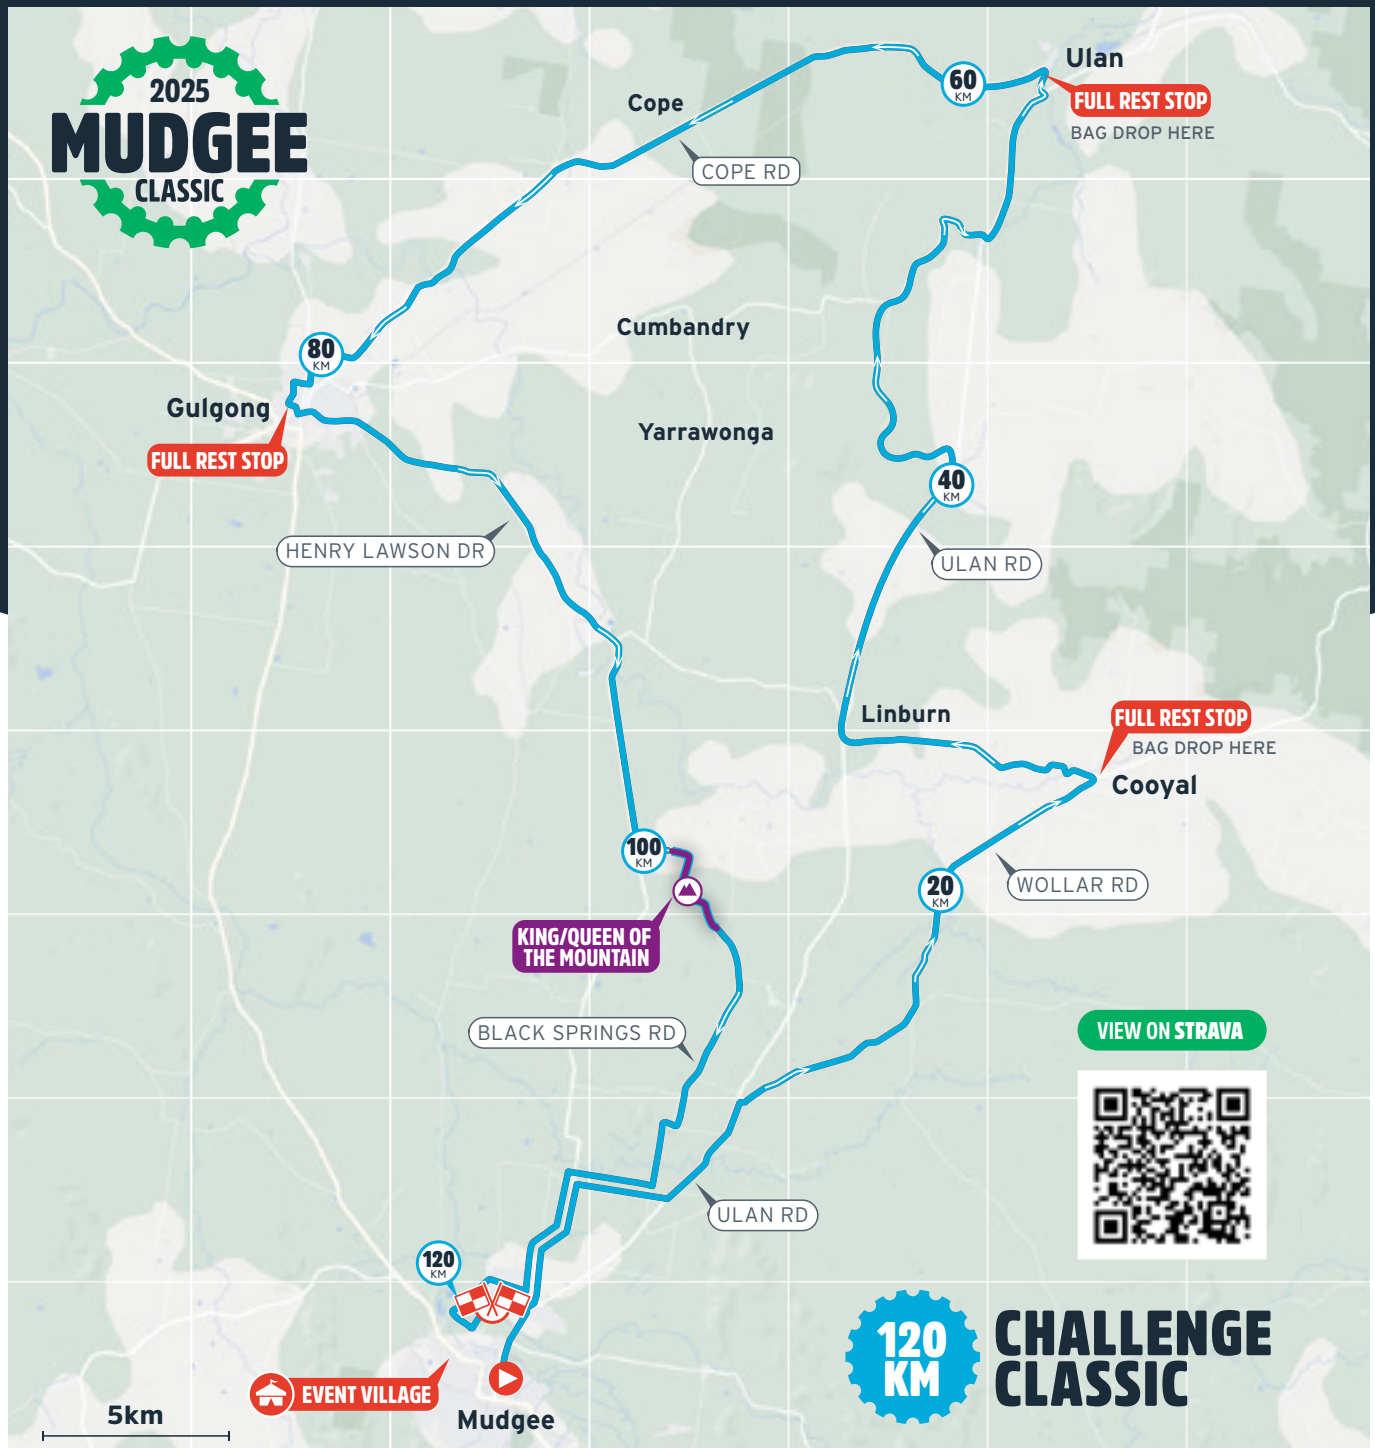 2025
MUDGEE
CLASSIC
Ulan
60
KM
FULL REST STOP
BAG DROP HERE
Cope
COPE RD
Cumbandry
80
KM
Gulgong
FULL REST STOP
Yarrawonga
40
KM
HENRY LAWSON DR
ULAN RD
Linburn
FULL REST STOP
BAG DROP HERE
Cooyal
100
KM
20
KM
WOLLAR RD
KING/QUEEN OF
THE MOUNTAIN
BLACK SPRINGS RD
VIEW ON STRAVA
ULAN RD
120
KM
EVENT VILLAGE
Mudgee
5km
120
KM
CHALLENGE
CLASSIC